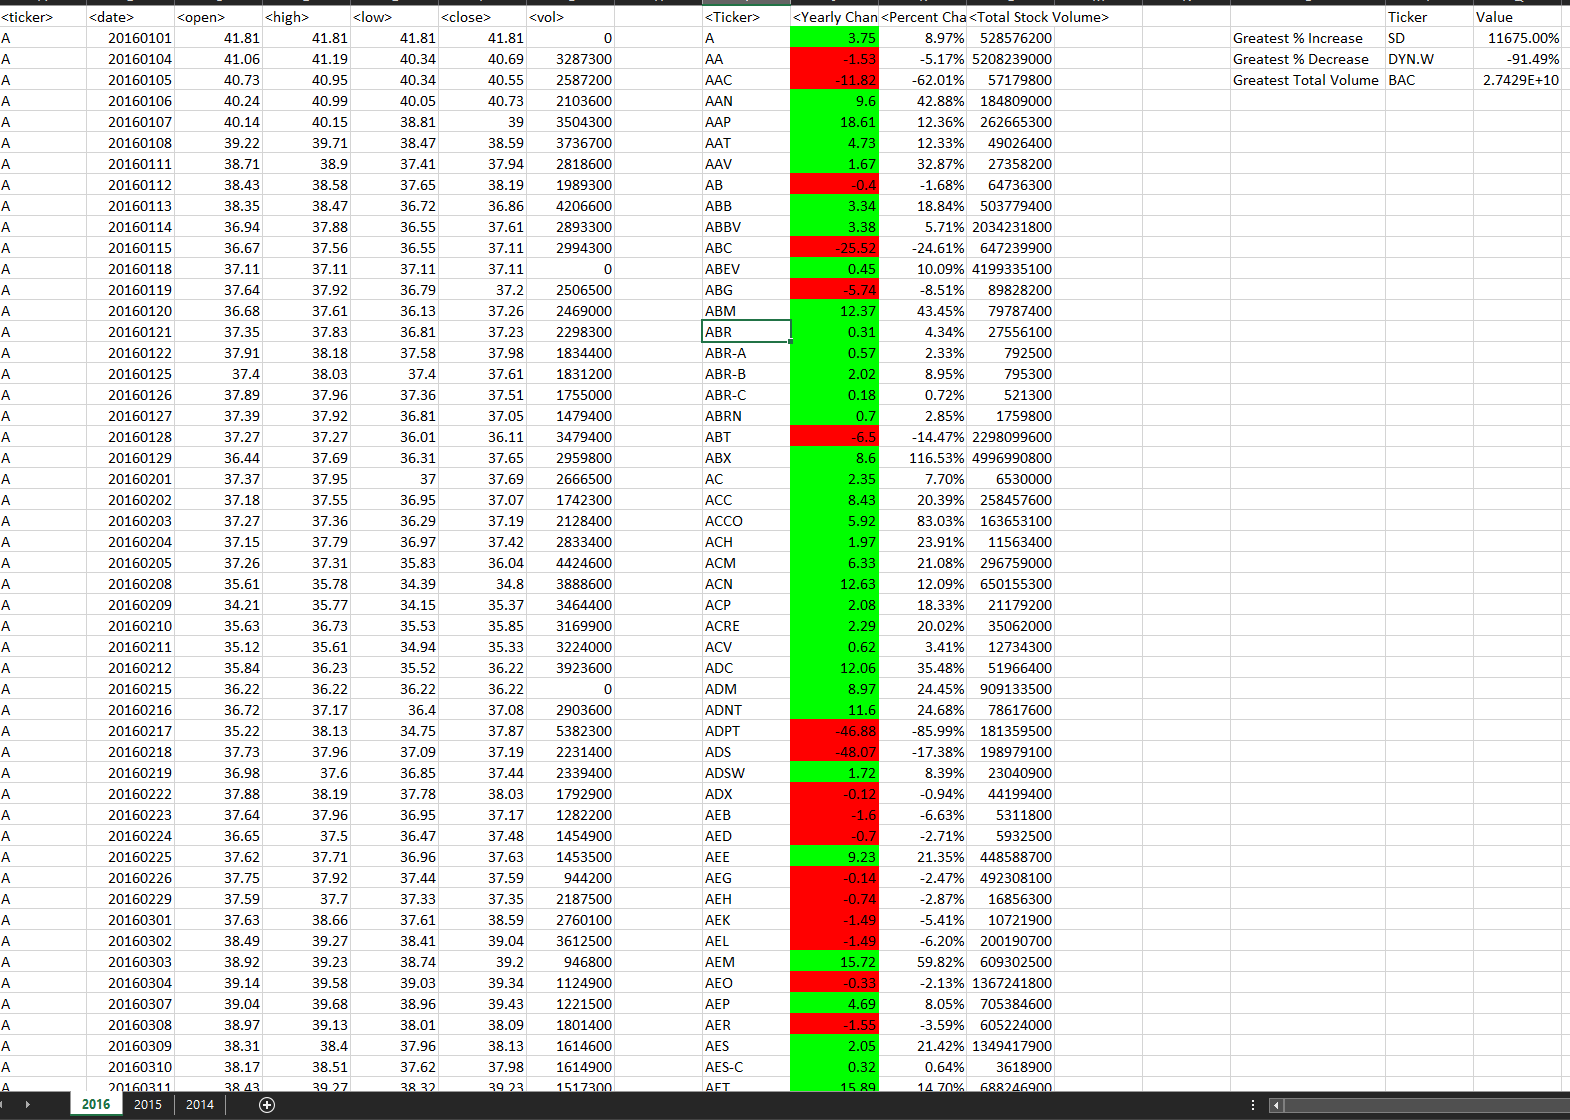 <ticker> <date> <open> <high> <low> <close> <vol> <Ticker> <Yearly Chan <Percent Cha <Total Stock Volume> Ticker Value
A 20160101 41.81 41.81 41.81 41.81 0 A 3.75 8.97% 528576200 Greatest % Increase SD 11675.00%
A 20160104 41.06 41.19 40.34 40.69 3287300 AA -1.53 -5.17% 5208239000 Greatest % Decrease DYN.W -91.49%
A 20160105 40.73 40.95 40.34 40.55 2587200 AAC -11.82 -62.01% 57179800 Greatest Total Volume BAC 2.7429E+10
A 20160106 40.24 40.99 40.05 40.73 2103600 AAN 9.6 42.88% 184809000
A 20160107 40.14 40.15 38.81 39 3504300 AAP 18.61 12.36% 262665300
A 20160108 39.22 39.71 38.47 38.59 3736700 AAT 4.73 12.33% 49026400
A 20160111 38.71 38.9 37.41 37.94 2818600 AAV 1.67 32.87% 27358200
A 20160112 38.43 38.58 37.65 38.19 1989300 AB -0.4 -1.68% 64736300
A 20160113 38.35 38.47 36.72 36.86 4206600 ABB 3.34 18.84% 503779400
A 20160114 36.94 37.88 36.55 37.61 2893300 ABBV 3.38 5.71% 2034231800
A 20160115 36.67 37.56 36.55 37.11 2994300 ABC -25.52 -24.61% 647239900
A 20160118 37.11 37.11 37.11 37.11 0 ABEV 0.45 10.09% 4199335100
A 20160119 37.64 37.92 36.79 37.2 2506500 ABG -5.74 -8.51% 89828200
A 20160120 36.68 37.61 36.13 37.26 2469000 ABM 12.37 43.45% 79787400
A 20160121 37.35 37.83 36.81 37.23 2298300 ABR 0.31 4.34% 27556100
A 20160122 37.91 38.18 37.58 37.98 1834400 ABR-A 0.57 2.33% 792500
A 20160125 37.4 38.03 37.4 37.61 1831200 ABR-B 2.02 8.95% 795300
A 20160126 37.89 37.96 37.36 37.51 1755000 ABR-C 0.18 0.72% 521300
A 20160127 37.39 37.92 36.81 37.05 1479400 ABRN 0.7 2.85% 1759800
A 20160128 37.27 37.27 36.01 36.11 3479400 ABT -6.5 -14.47% 2298099600
A 20160129 36.44 37.69 36.31 37.65 2959800 ABX 8.6 116.53% 4996990800
A 20160201 37.37 37.95 37 37.69 2666500 AC 2.35 7.70% 6530000
A 20160202 37.18 37.55 36.95 37.07 1742300 ACC 8.43 20.39% 258457600
A 20160203 37.27 37.36 36.29 37.19 2128400 ACCO 5.92 83.03% 163653100
A 20160204 37.15 37.79 36.97 37.42 2833400 ACH 1.97 23.91% 11563400
A 20160205 37.26 37.31 35.83 36.04 4424600 ACM 6.33 21.08% 296759000
A 20160208 35.61 35.78 34.39 34.8 3888600 ACN 12.63 12.09% 650155300
A 20160209 34.21 35.77 34.15 35.37 3464400 ACP 2.08 18.33% 21179200
A 20160210 35.63 36.73 35.53 35.85 3169900 ACRE 2.29 20.02% 35062000
A 20160211 35.12 35.61 34.94 35.33 3224000 ACV 0.62 3.41% 12734300
A 20160212 35.84 36.23 35.52 36.22 3923600 ADC 12.06 35.48% 51966400
A 20160215 36.22 36.22 36.22 36.22 0 ADM 8.97 24.45% 909133500
A 20160216 36.72 37.17 36.4 37.08 2903600 ADNT 11.6 24.68% 78617600
A 20160217 35.22 38.13 34.75 37.87 5382300 ADPT -46.88 -85.99% 181359500
A 20160218 37.73 37.96 37.09 37.19 2231400 ADS -48.07 -17.38% 198979100
A 20160219 36.98 37.6 36.85 37.44 2339400 ADSW 1.72 8.39% 23040900
A 20160222 37.88 38.19 37.78 38.03 1792900 ADX -0.12 -0.94% 44199400
A 20160223 37.64 37.96 36.95 37.17 1282200 AEB -1.6 -6.63% 5311800
A 20160224 36.65 37.5 36.47 37.48 1454900 AED -0.7 -2.71% 5932500
A 20160225 37.62 37.71 36.96 37.63 1453500 AEE 9.23 21.35% 448588700
A 20160226 37.75 37.92 37.44 37.59 944200 AEG -0.14 -2.47% 492308100
A 20160229 37.59 37.7 37.33 37.35 2187500 AEH -0.74 -2.87% 16856300
A 20160301 37.63 38.66 37.61 38.59 2760100 AEK -1.49 -5.41% 10721900
A 20160302 38.49 39.27 38.41 39.04 3612500 AEL -1.49 -6.20% 200190700
A 20160303 38.92 39.23 38.74 39.2 946800 AEM 15.72 59.82% 609302500
A 20160304 39.14 39.58 39.03 39.34 1124900 AEO -0.33 -2.13% 1367241800
A 20160307 39.04 39.68 38.96 39.43 1221500 AEP 4.69 8.05% 705384600
A 20160308 38.97 39.13 38.01 38.09 1801400 AER -1.55 -3.59% 605224000
A 20160309 38.31 38.4 37.96 38.13 1614600 AES 2.05 21.42% 1349417900
A 20160310 38.17 38.51 37.62 37.98 1614900 AES-C 0.32 0.64% 3618900
A 20160311 38.43 39.27 38.32 39.23 1517300 AET 15.89 14.70% 688246900
2016 2015 2014